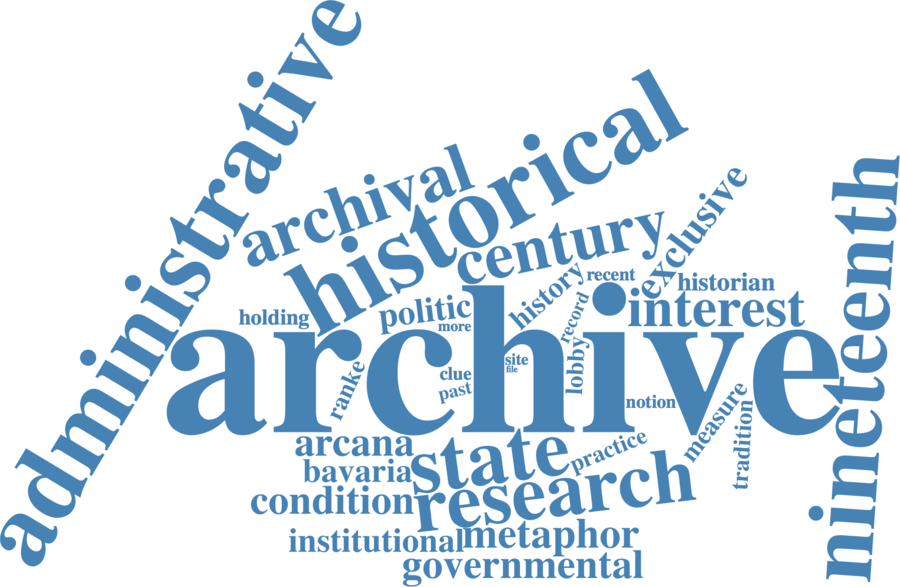 administrative
archival
historical
century
exclusive
nineteenth
history
recent
historian
holding
politic
more
record
interest
archive
ranke
clue
past
site
file
lobby
notion
measure
tradition
arcana
state
practice
bavaria
research
condition
institutional
metaphor
governmental